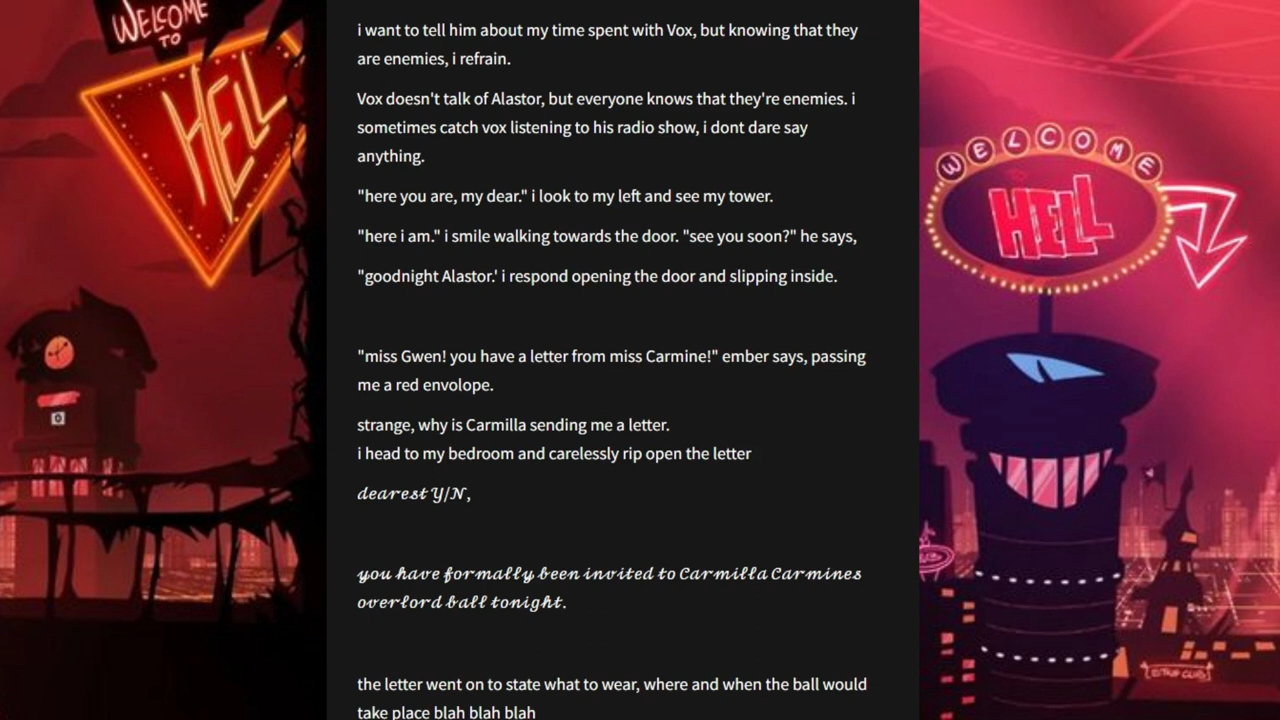 WELCOME
TO
HELL
i want to tell him about my time spent with Vox, but knowing that they
are enemies, i refrain.
Vox doesn't talk of Alastor, but everyone knows that they're enemies. i
sometimes catch vox listening to his radio show, i dont dare say
anything.
"here you are, my dear." i look to my left and see my tower.
"here i am." i smile walking towards the door. "see you soon?" he says,
"goodnight Alastor.' i respond opening the door and slipping inside.
"miss Gwen! you have a letter from miss Carmine!" ember says, passing
me a red envolope.
strange, why is Carmilla sending me a letter.
i head to my bedroom and carelessly rip open the letter
dearest Y/N,
you have formally been invited to Carmilla Carmines
overlord ball tonight.
the letter went on to state what to wear, where and when the ball would
take place blah blah blah
WELCOME
HELL